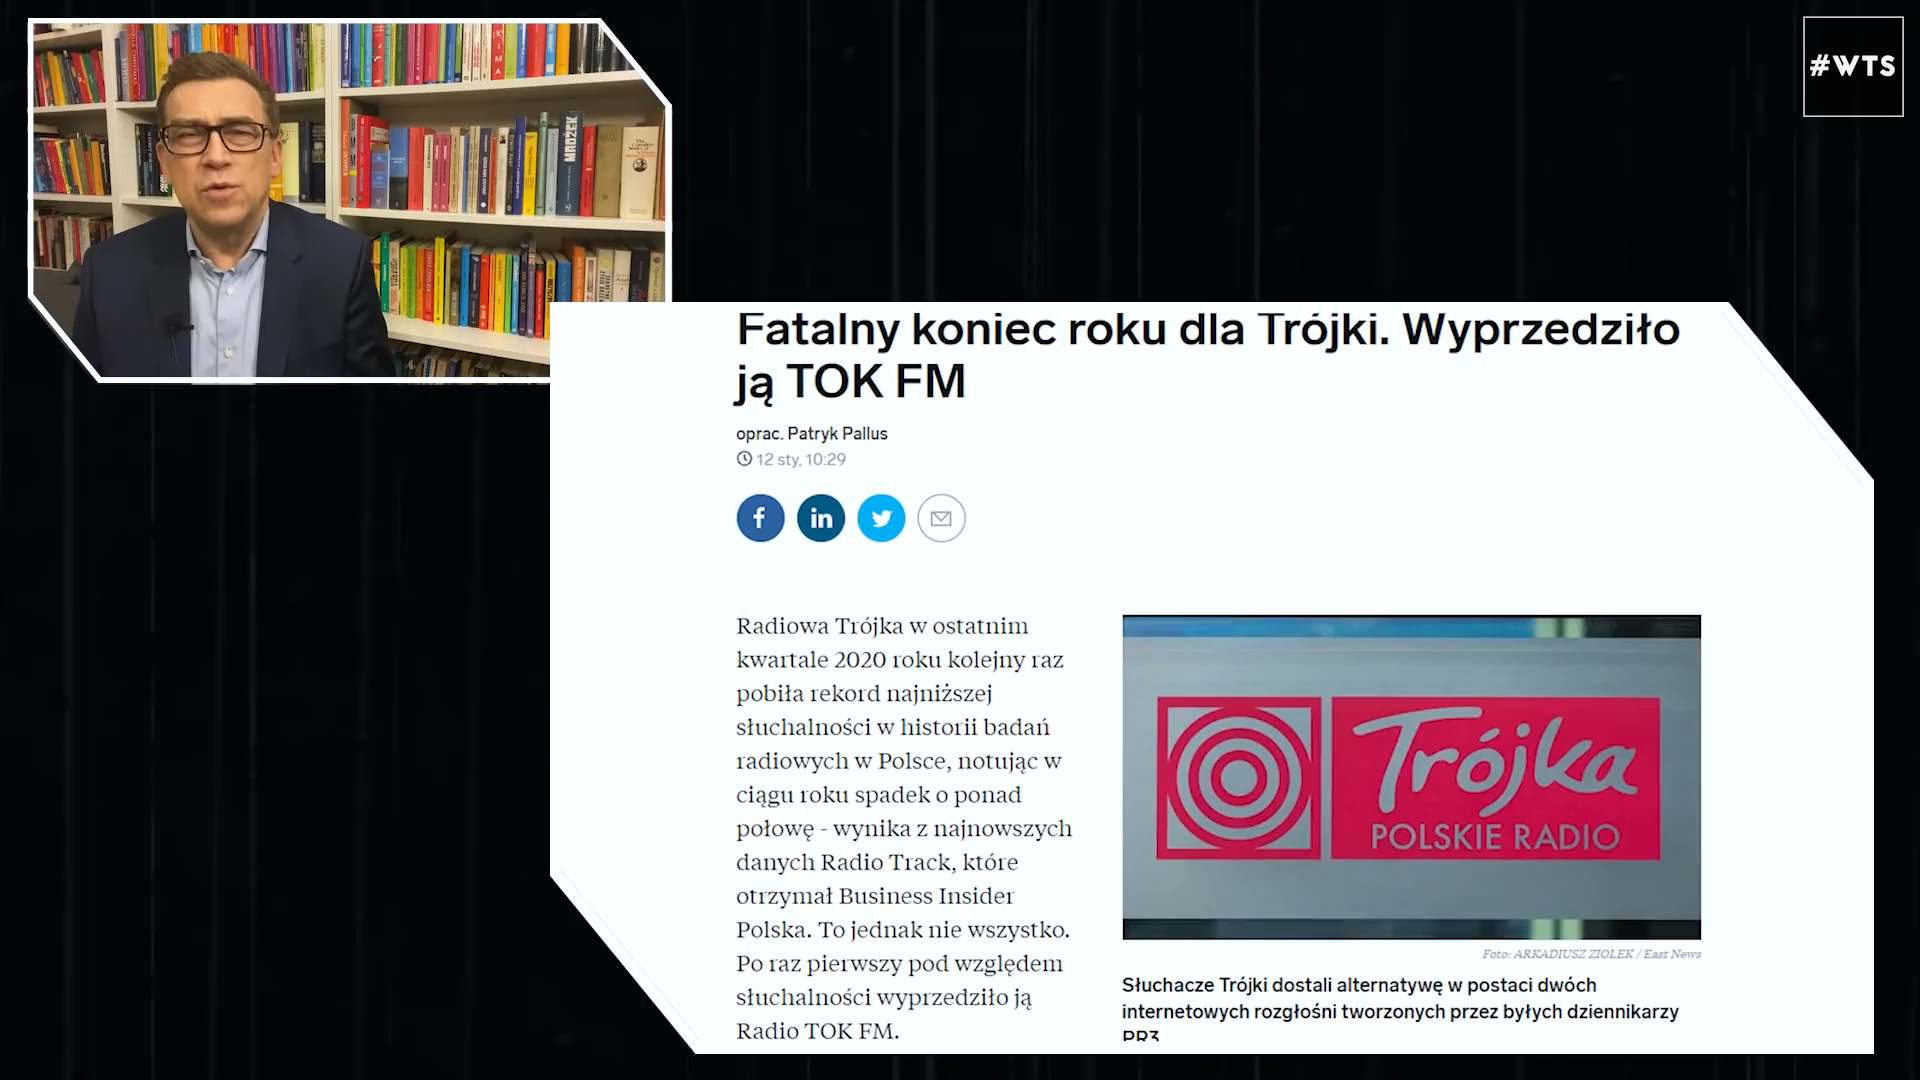 #WTS
MROŻEK
Fatalny koniec roku dla Trójki. Wyprzedziło
ją TOK FM
oprac. Patryk Pallus
12 sty, 10:29
f
in
Radiowa Trójka w ostatnim
kwartale 2020 roku kolejny raz
pobiła rekord najniższej
słuchalności w historii badań
radiowych w Polsce, notując w
ciągu roku spadek o ponad
połowę - wynika z najnowszych
danych Radio Track, które
otrzymał Business Insider
Polska. To jednak nie wszystko.
Po raz pierwszy pod względem
słuchalności wyprzedziło ją
Radio TOK FM.
Trójka
POLSKIE RADIO
Foto: ARKADIUSZ ZIOLEK / East News
Słuchacze Trójki dostali alternatywę w postaci dwóch
internetowych rozgłośni tworzonych przez byłych dziennikarzy
PR3